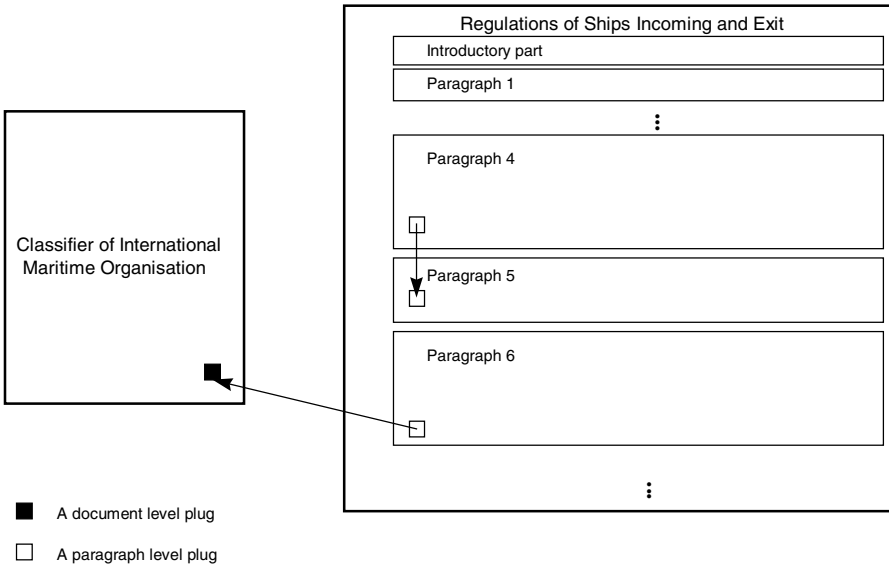 Regulations of Ships Incoming and Exit
Introductory part
Paragraph 1
Paragraph 4
Paragraph 5
Paragraph 6
Classifier of International
Maritime Organisation
A document level plug
A paragraph level plug